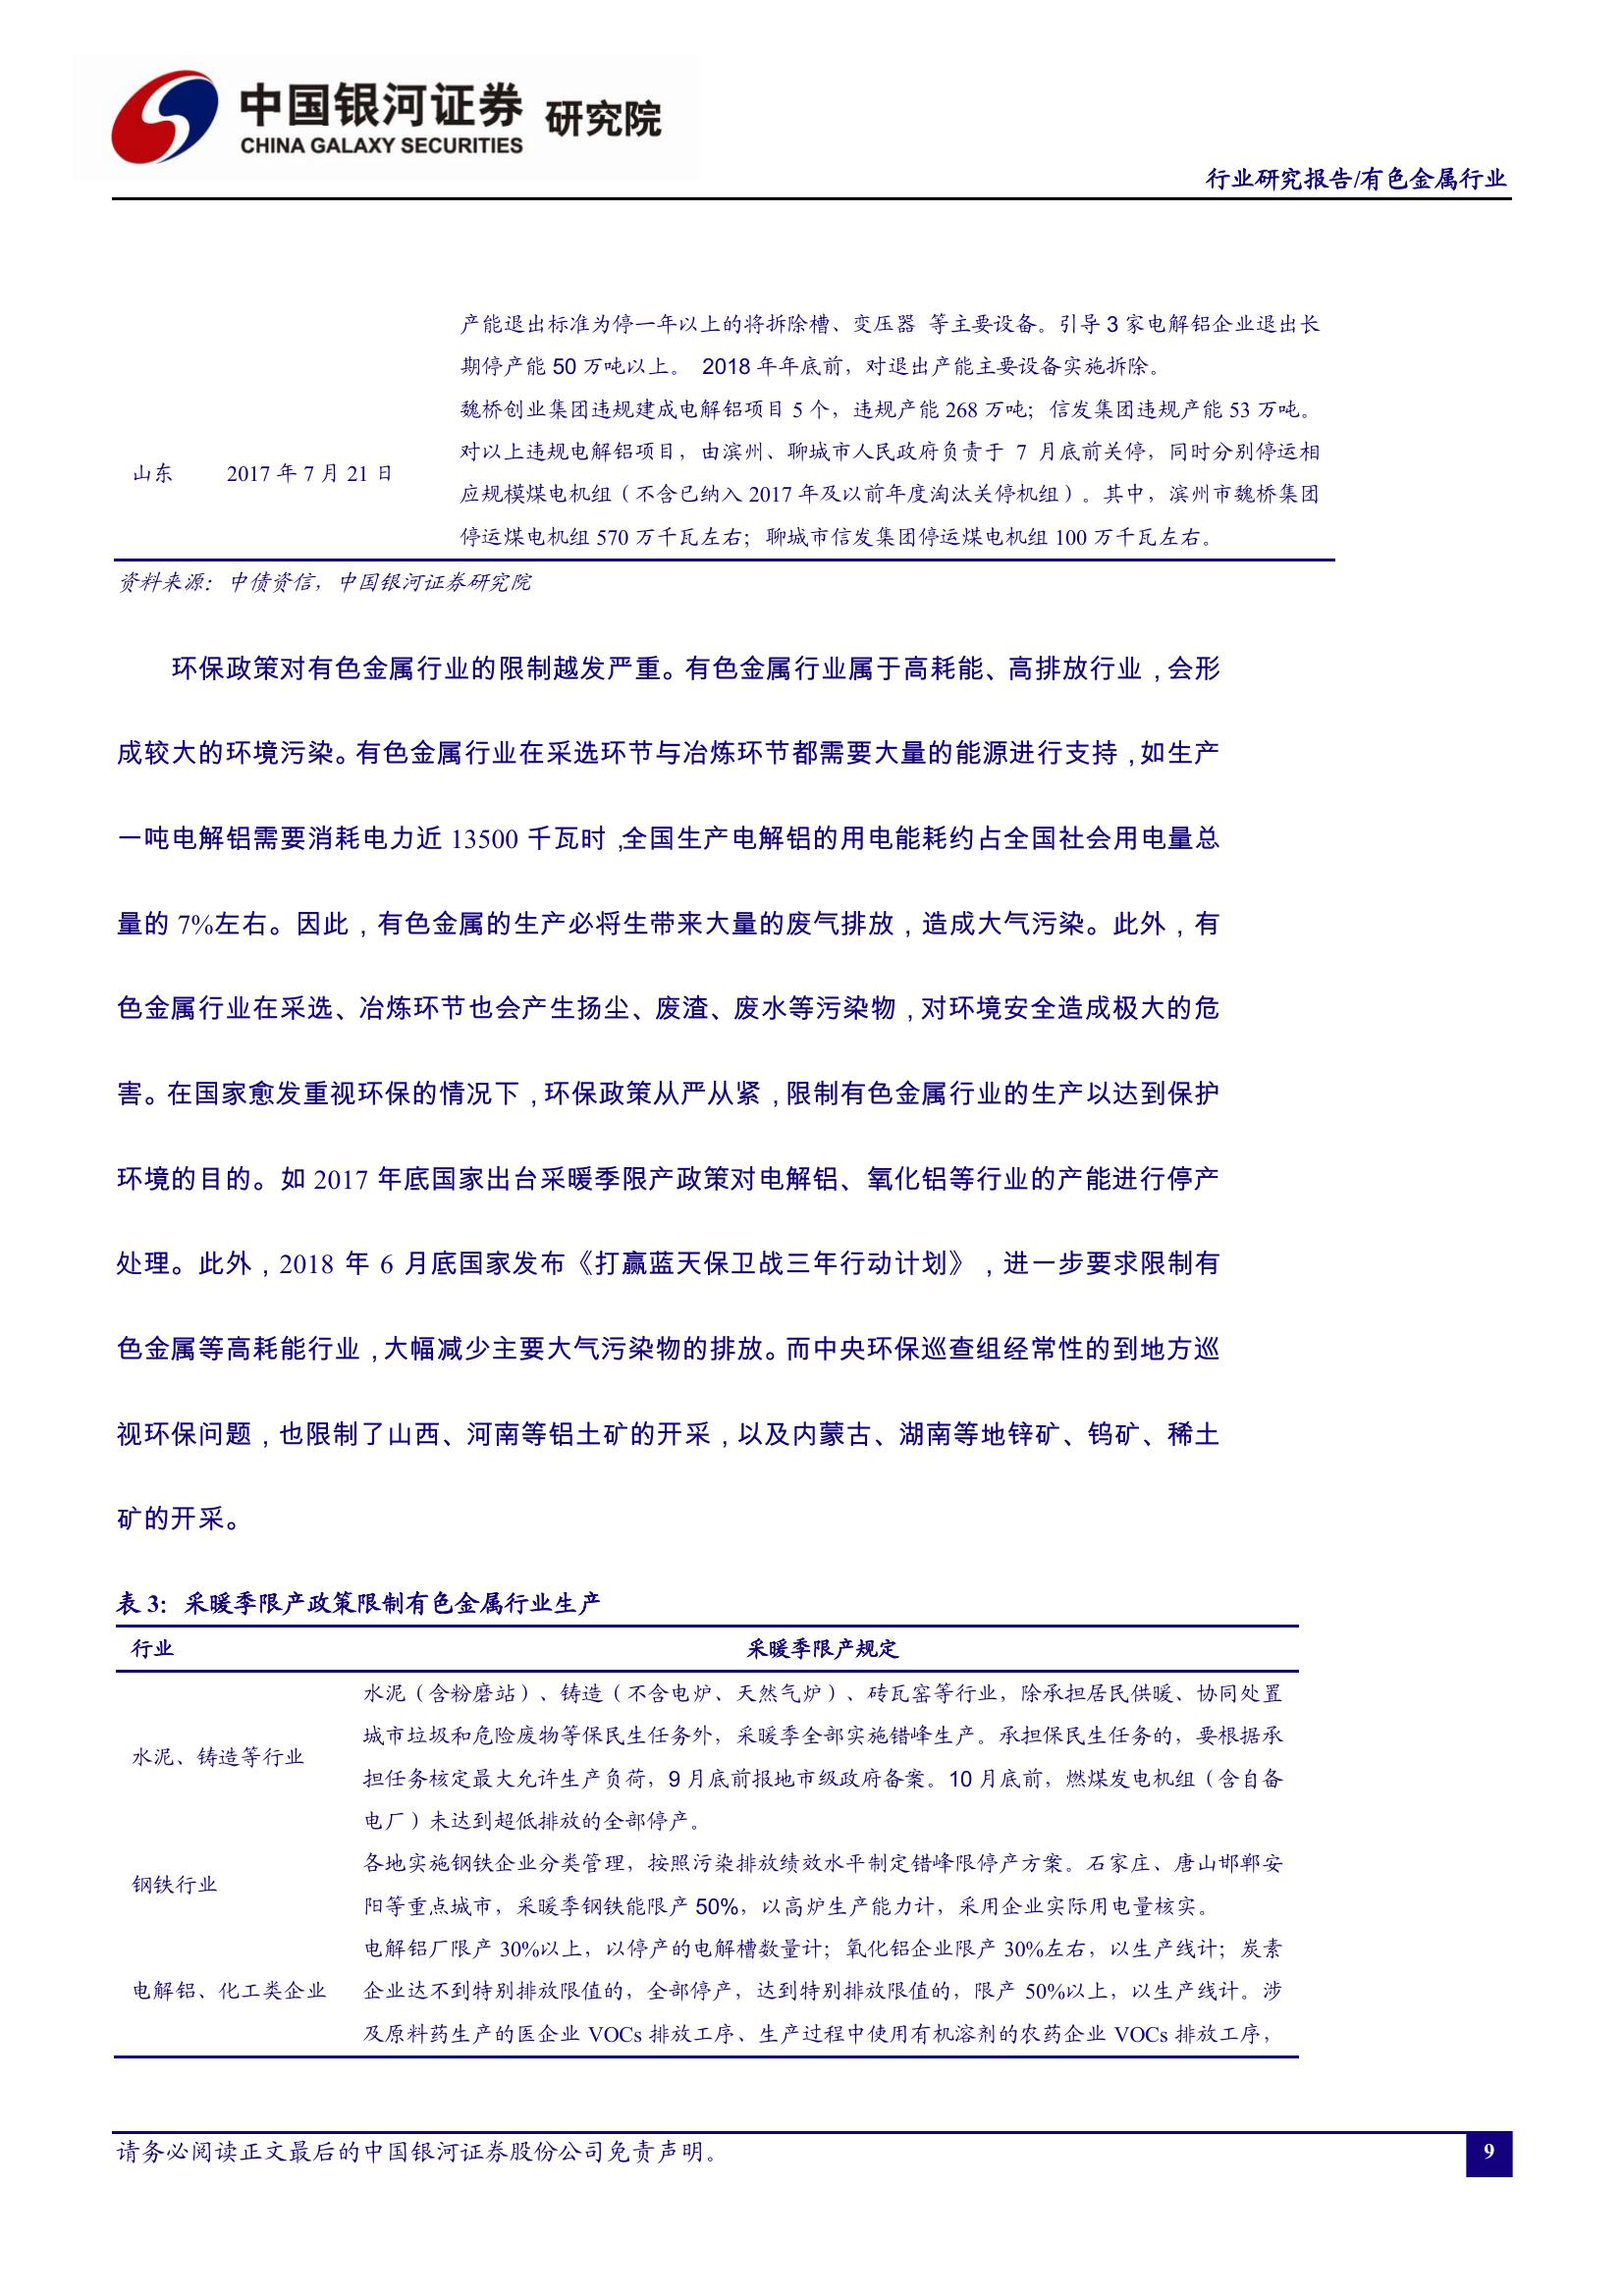 中国银河证券 研究院
CHINA GALAXY SECURITIES
行业研究报告/有色金属行业
产能退出标准为停一年以上的将拆除槽、变压器 等主要设备。引导 3 家电解铝企业退出长
期停产能 50 万吨以上。 2018 年年底前，对退出产能主要设备实施拆除。
魏桥创业集团违规建成电解铝项目 5 个，违规产能 268 万吨；信发集团违规产能 53 万吨。
对以上违规电解铝项目，由滨州、聊城市人民政府负责于 7 月底前关停，同时分别停运相
山东 2017 年 7 月 21 日
应规模煤电机组（不含已纳入 2017 年及以前年度淘汰关停机组）。其中，滨州市魏桥集团
停运煤电机组 570 万千瓦左右；聊城市信发集团停运煤电机组 100 万千瓦左右。
资料来源：中债资信，中国银河证券研究院
环保政策对有色金属行业的限制越发严重。有色金属行业属于高耗能、高排放行业，会形
成较大的环境污染。有色金属行业在采选环节与冶炼环节都需要大量的能源进行支持，如生产
一吨电解铝需要消耗电力近 13500 千瓦时，全国生产电解铝的用电能耗约占全国社会用电量总
量的 7%左右。因此，有色金属的生产必将生带来大量的废气排放，造成大气污染。此外，有
色金属行业在采选、冶炼环节也会产生扬尘、废渣、废水等污染物，对环境安全造成极大的危
害。在国家愈发重视环保的情况下，环保政策从严从紧，限制有色金属行业的生产以达到保护
环境的目的。如 2017 年底国家出台采暖季限产政策对电解铝、氧化铝等行业的产能进行停产
处理。此外，2018 年 6 月底国家发布《打赢蓝天保卫战三年行动计划》，进一步要求限制有
色金属等高耗能行业，大幅减少主要大气污染物的排放。而中央环保巡查组经常性的到地方巡
视环保问题，也限制了山西、河南等铝土矿的开采，以及内蒙古、湖南等地锌矿、钨矿、稀土
矿的开采。
表 3：采暖季限产政策限制有色金属行业生产
行业 采暖季限产规定
水泥（含粉磨站）、铸造（不含电炉、天然气炉）、砖瓦窑等行业，除承担居民供暖、协同处置
城市垃圾和危险废物等保民生任务外，采暖季全部实施错峰生产。承担保民生任务的，要根据承
水泥、铸造等行业
担任务核定最大允许生产负荷，9 月底前报地市级政府备案。10 月底前，燃煤发电机组（含自备
电厂）未达到超低排放的全部停产。
各地实施钢铁企业分类管理，按照污染排放绩效水平制定错峰限停产方案。石家庄、唐山邯郸安
钢铁行业
阳等重点城市，采暖季钢铁能限产 50%，以高炉生产能力计，采用企业实际用电量核实。
电解铝厂限产 30%以上，以停产的电解槽数量计；氧化铝企业限产 30%左右，以生产线计；炭素
电解铝、化工类企业 企业达不到特别排放限值的，全部停产，达到特别排放限值的，限产 50%以上，以生产线计。涉
及原料药生产的医企业 VOCs 排放工序、生产过程中使用有机溶剂的农药企业 VOCs 排放工序，
请务必阅读正文最后的中国银河证券股份公司免责声明。 9